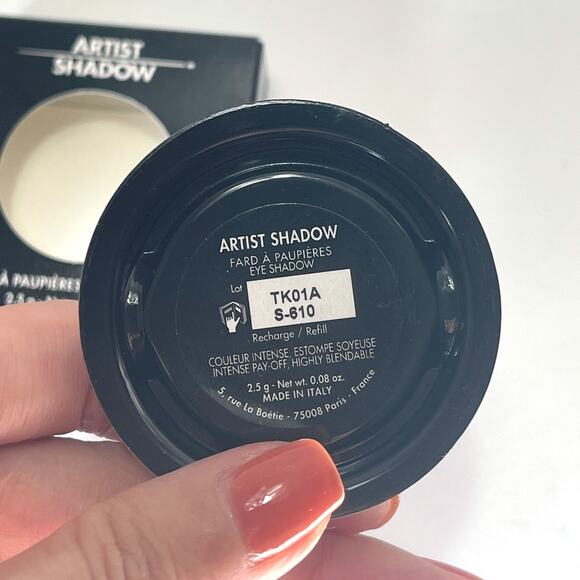 ARTIST
SHADOW
À PAUPIÈRES
2.5 g - N
ARTIST SHADOW
FARD À PAUPIÈRES
EYE SHADOW
Lot
TK01A
S-610
Recharge / Refill
COULEUR INTENSE, ESTOMPE SOYEUSE
INTENSE PAY-OFF, HIGHLY BLENDABLE
2.5 g - Net wt. 0.08 oz.
MADE IN ITALY
5, rue La Boétie - 75008 Paris - France